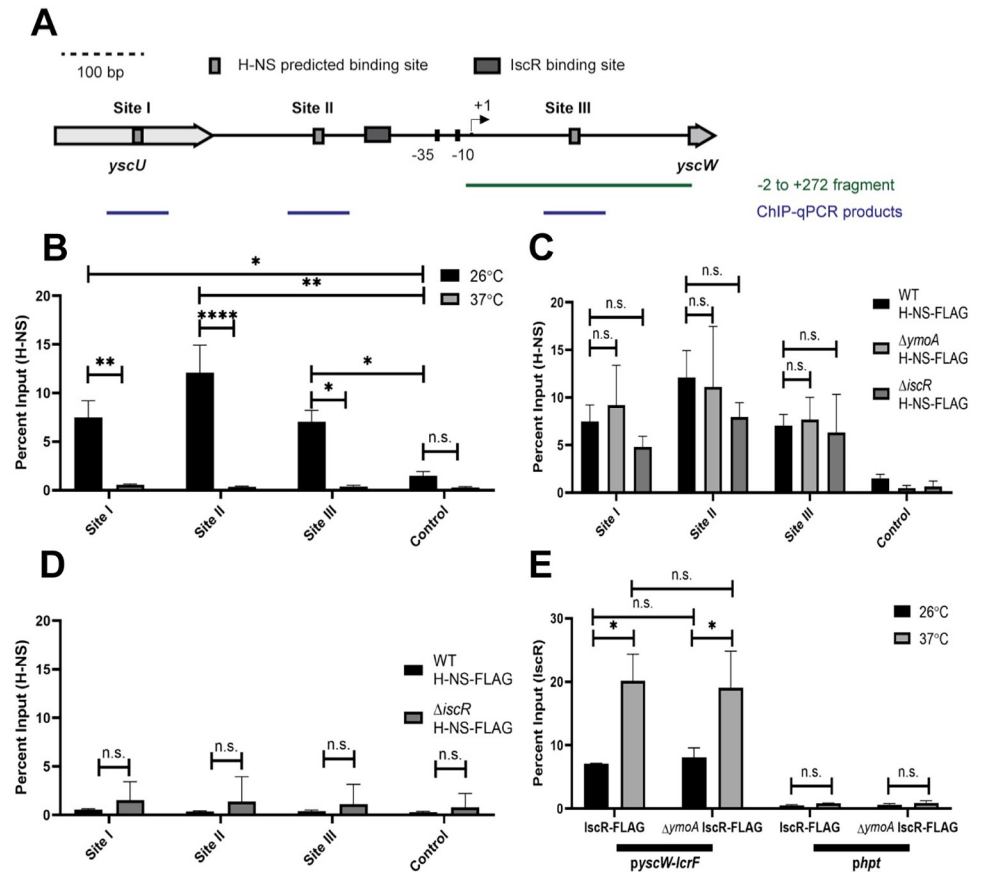 A
100 bp
H-NS predicted binding site
IscR binding site
Site I
Site II
+1
Site III
-35
-10
yscU
yscW
-2 to +272 fragment
ChIP-qPCR products
B
*
**
****
**
*
*
n.s.
26°C
37°C
Percent Input (H-NS)
20
15
10
5
0
Site I
Site II
Site III
Control
C
n.s.
n.s.
n.s.
n.s.
n.s.
n.s.
WT
H-NS-FLAG
ΔymoA
H-NS-FLAG
ΔiscR
H-NS-FLAG
Percent Input (H-NS)
20
15
10
5
0
Site I
Site II
Site III
Control
D
n.s.
n.s.
n.s.
n.s.
WT
H-NS-FLAG
ΔiscR
H-NS-FLAG
Percent Input (H-NS)
20
15
10
5
0
Site I
Site II
Site III
Control
E
n.s.
n.s.
*
*
n.s.
n.s.
26°C
37°C
Percent Input (IscR)
30
20
10
0
IscR-FLAG
ΔymoA IscR-FLAG
IscR-FLAG
ΔymoA IscR-FLAG
pyscW-lcrF
phpt